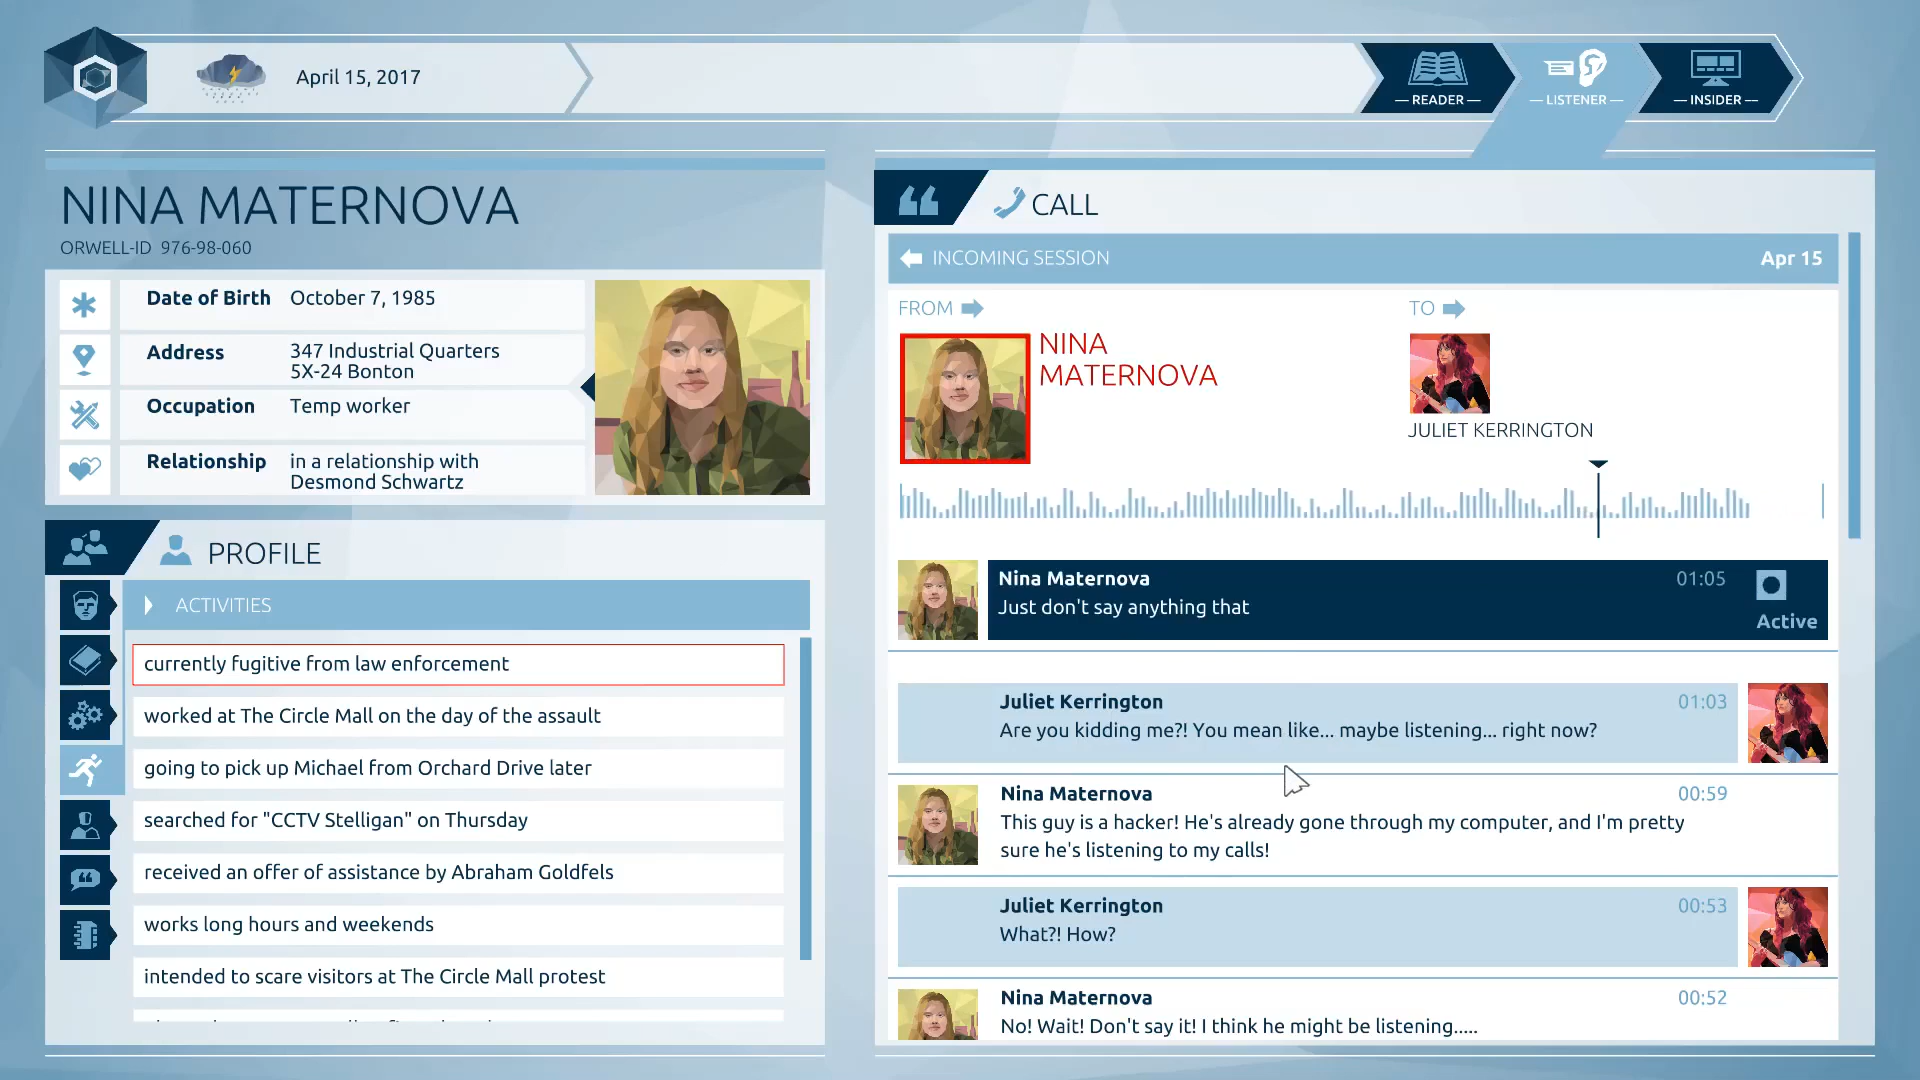 April 15, 2017
READER
LISTENER
INSIDER
NINA MATERNOVA
ORWELL-ID 976-98-060
Date of Birth October 7, 1985
Address 347 Industrial Quarters
5X-24 Bonton
Occupation Temp worker
Relationship in a relationship with
Desmond Schwartz
PROFILE
ACTIVITIES
currently fugitive from law enforcement
worked at The Circle Mall on the day of the assault
going to pick up Michael from Orchard Drive later
searched for "CCTV Stelligan" on Thursday
received an offer of assistance by Abraham Goldfels
works long hours and weekends
intended to scare visitors at The Circle Mall protest
CALL
INCOMING SESSION Apr 15
FROM
NINA
MATERNOVA
TO
JULIET KERRINGTON
Nina Maternova 01:05
Just don't say anything that
Active
Juliet Kerrington 01:03
Are you kidding me?! You mean like... maybe listening... right now?
Nina Maternova 00:59
This guy is a hacker! He's already gone through my computer, and I'm pretty
sure he's listening to my calls!
Juliet Kerrington 00:53
What?! How?
Nina Maternova 00:52
No! Wait! Don't say it! I think he might be listening.....